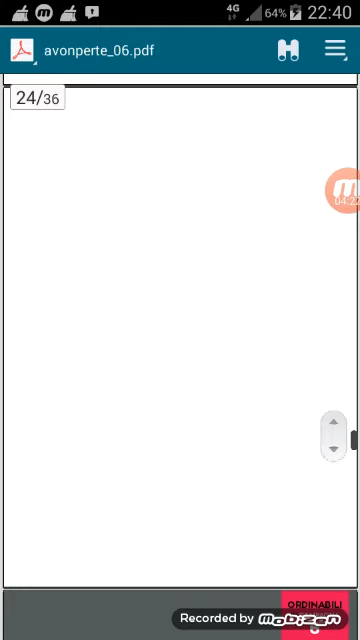 4G 64% 22:40
avonperte_06.pdf
24/36
04:22
ORDINABILI
Recorded by mobizen